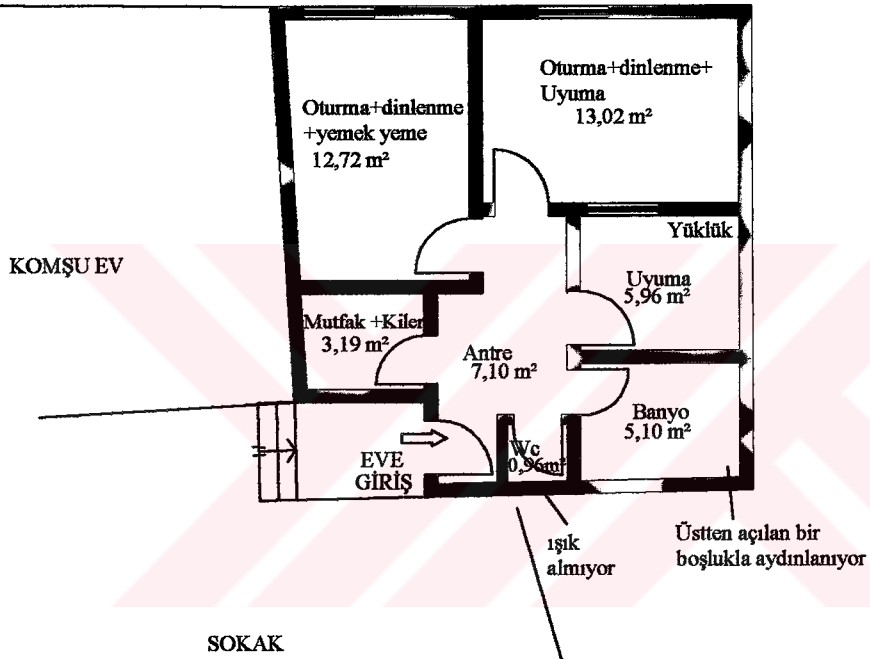 Oturma+dinlenme+
Uyuma
13,02 m²
Oturma+dinlenme
+yemek yeme
12,72 m²
Yüklük
KOMŞU EV
Uyuma
5,96 m²
Mutfak +Kiler
3,19 m²
Antre
7,10 m²
Banyo
5,10 m²
Wc
0,96m²
EVE
GİRİŞ
ışık
almıyor
Üstten açılan bir
boşlukla aydınlanıyor
SOKAK